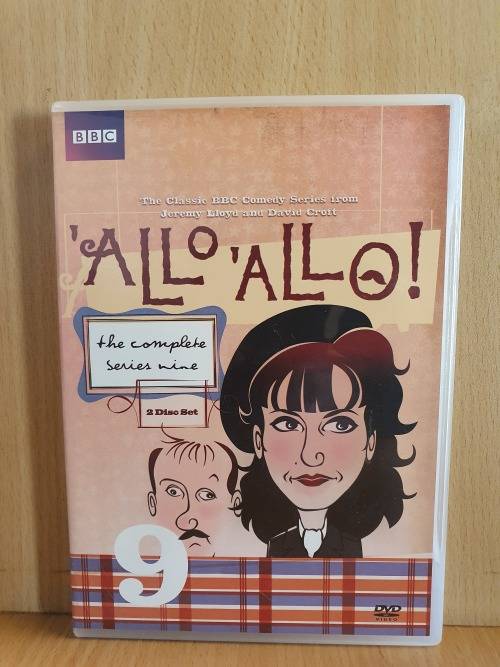 BBC
The Classic BBC Comedy Series from
Jeremy Lloyd and David Croft
'ALLO 'ALLO!
the complete
series nine
2 Disc Set
9
DVD
VIDEO